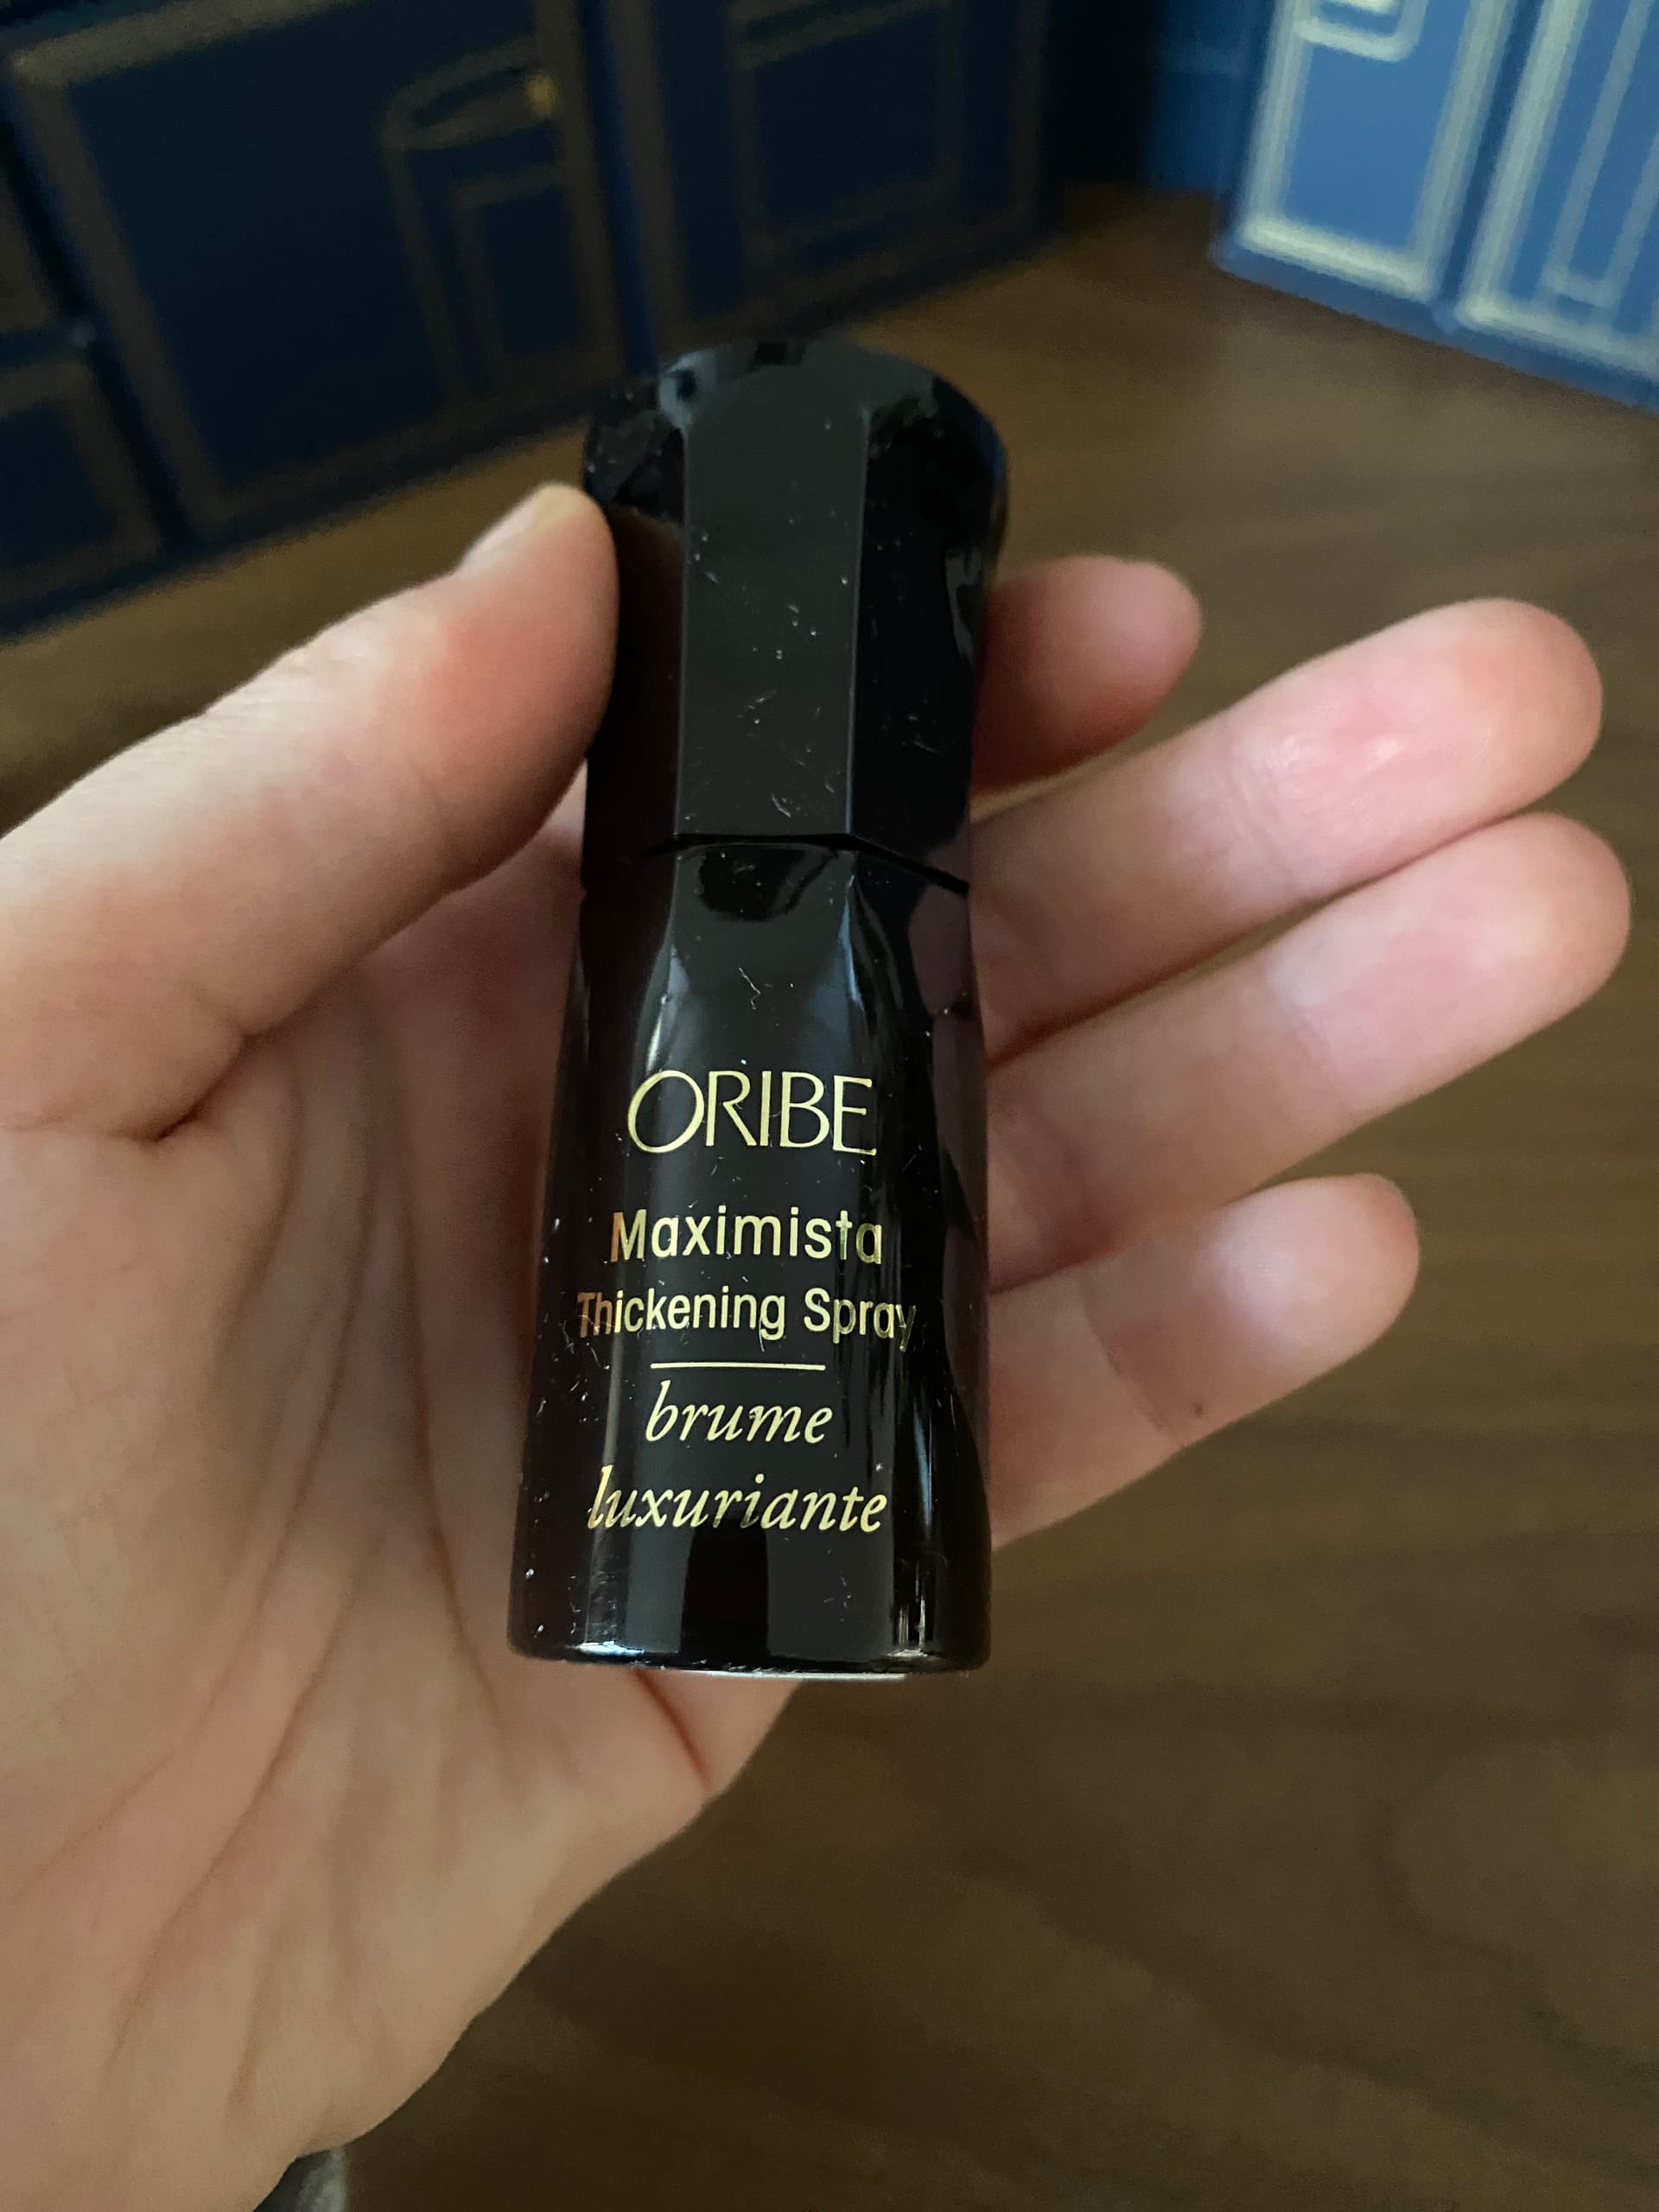 ORIBE
Maximista
Thickening Spray
brume
luxuriante